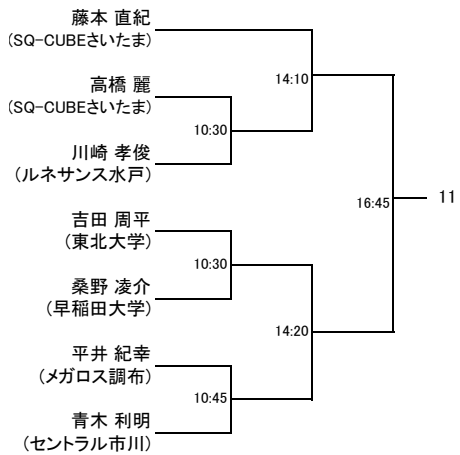 藤本 直紀
(SQ-CUBEさいたま)
14:10
高橋 麗
(SQ-CUBEさいたま)
10:30
川崎 孝俊
(ルネサンス水戸)
16:45
11
吉田 周平
(東北大学)
10:30
桑野 凌介
(早稲田大学)
14:20
平井 紀幸
(メガロス調布)
10:45
青木 利明
(セントラル市川)